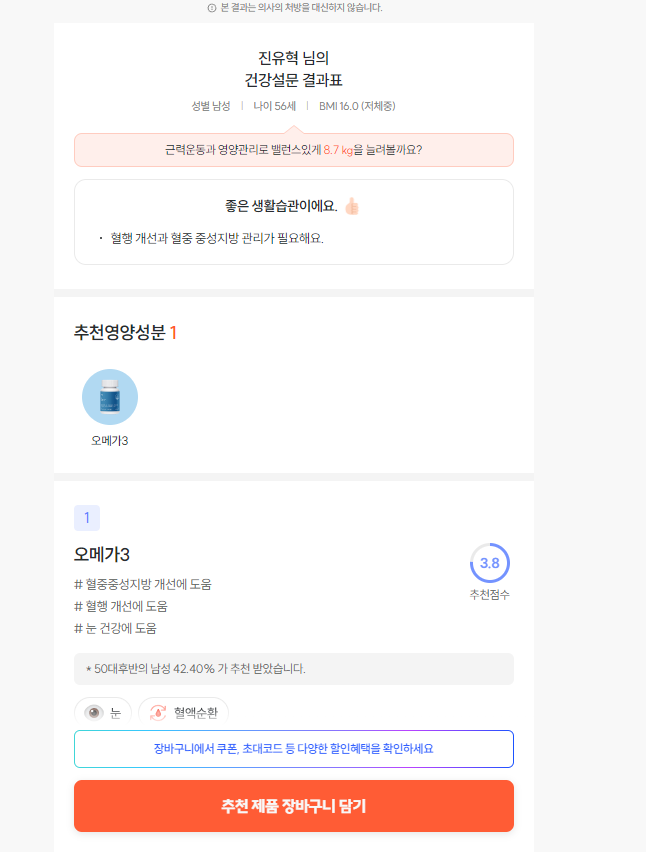 본 결과는 의사의 처방을 대신하지 않습니다.
진유혁 님의
건강설문 결과표
성별 남성 | 나이 56세 | BMI 16.0 (저체중)
근력운동과 영양관리로 밸런스있게 8.7 kg을 늘려볼까요?
좋은 생활습관이에요.
• 혈행 개선과 혈중 중성지방 관리가 필요해요.
추천영양성분 1
오메가3
1
오메가3
3.8
추천점수
# 혈중중성지방 개선에 도움
# 혈행 개선에 도움
# 눈 건강에 도움
* 50대후반의 남성 42.40% 가 추천 받았습니다.
눈 혈액순환
장바구니에서 쿠폰, 초대코드 등 다양한 할인혜택을 확인하세요
추천 제품 장바구니 담기